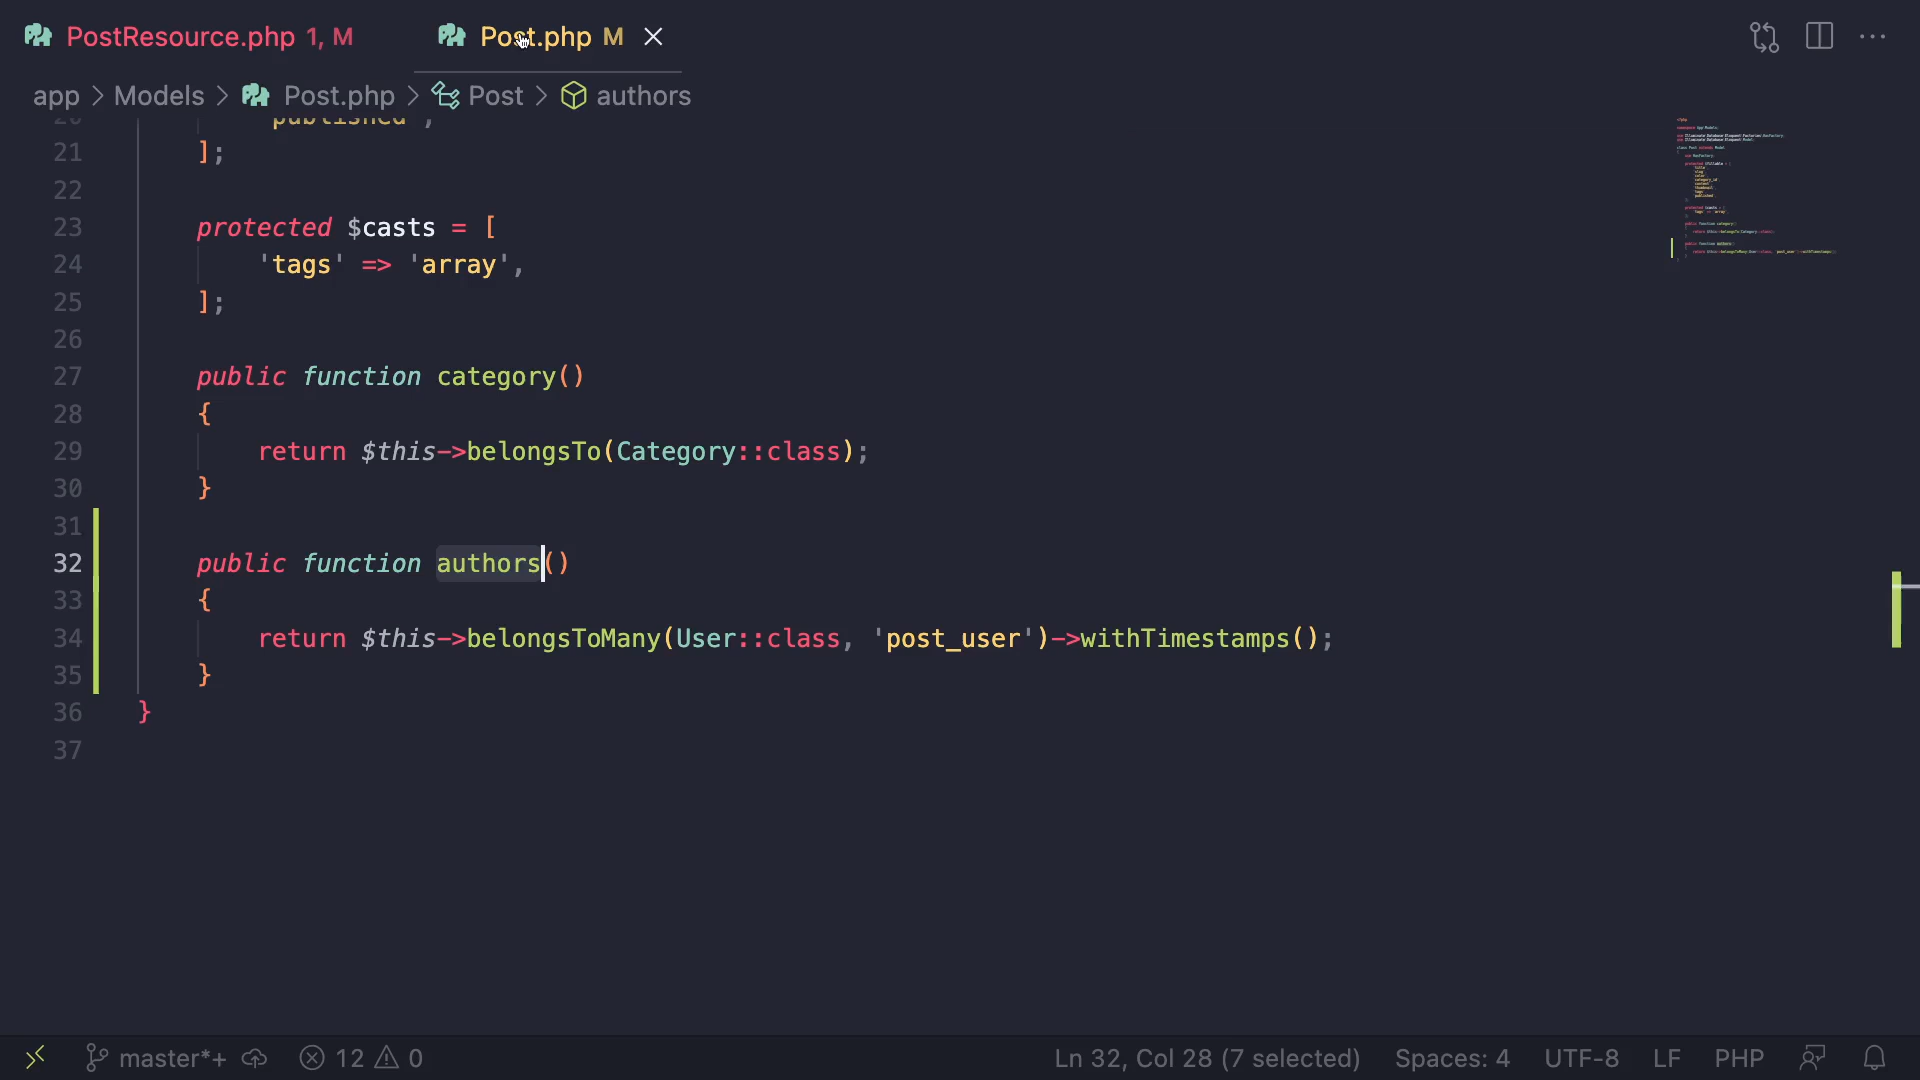 PostResource.php 1, M
Post.php M
app > Models > Post.php > Post > authors
20 'published',
21 ];
22
23 protected $casts = [
24 'tags' => 'array',
25 ];
26
27 public function category()
28 {
29 return $this->belongsTo(Category::class);
30 }
31
32 public function authors()
33 {
34 return $this->belongsToMany(User::class, 'post_user')->withTimestamps();
35 }
36 }
37
master*+ 12 0 Ln 32, Col 28 (7 selected) Spaces: 4 UTF-8 LF PHP